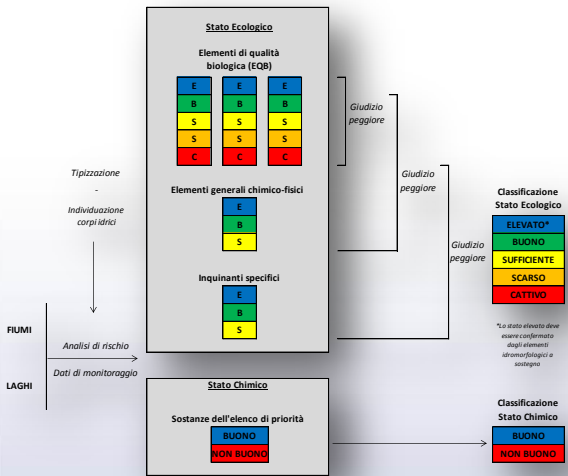 Stato Ecologico
Elementi di qualità
biologica (EQB)
E E E
B B B
S S S
S S S
C C C
Giudizio
peggiore
Giudizio
peggiore
Giudizio
peggiore
Tipizzazione
-
Individuazione
corpi idrici
Elementi generali chimico-fisici
E
B
S
Inquinanti specifici
E
B
S
Classificazione
Stato Ecologico
ELEVATO*
BUONO
SUFFICIENTE
SCARSO
CATTIVO
*Lo stato elevato deve
essere confermato
dagli elementi
idromorfologici a
sostegno
FIUMI
LAGHI
Analisi di rischio
Dati di monitoraggio
Stato Chimico
Sostanze dell'elenco di priorità
BUONO
NON BUONO
Classificazione
Stato Chimico
BUONO
NON BUONO